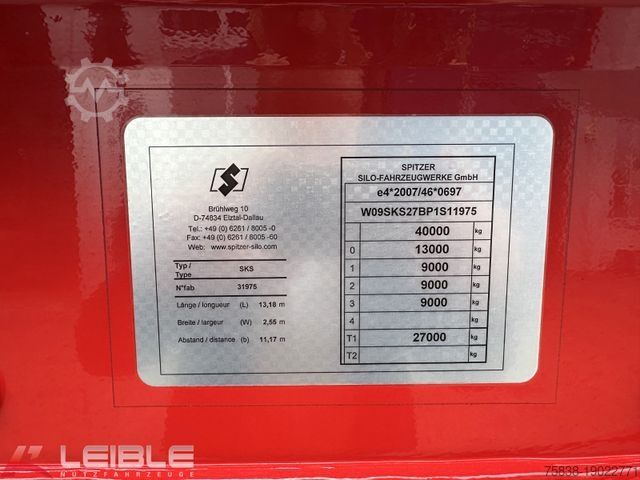 S
Brühlweg 10
D-74834 Elztal-Dallau
Tel.: +49 (0) 6261 / 8005 -0
Fax: +49 (0) 6261 / 8005 -60
Web: www.spitzer-silo.com
Typ / Type SKS
N°fab 31975
Länge / longueur (L) 13,18 m
Breite / largeur (W) 2,55 m
Abstand / distance (b) 11,17 m
SPITZER
SILO-FAHRZEUGWERKE GmbH
e4*2007/46*0697
W09SKS27BP1S11975
40000 kg
0 13000 kg
1 9000 kg
2 9000 kg
3 9000 kg
4 kg
T1 27000 kg
T2 kg
LEIBLE
NUTZFAHRZEUGE
75838-19022771